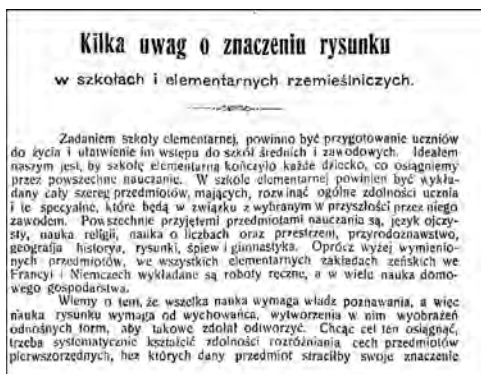 Kilka uwag o znaczeniu rysunku
w szkołach i elementarnych rzemieślniczych.
Zadaniem szkoły elementarnej, powinno być przygotowanie uczniów
do życia i ułatwienie im wstępu do szkół średnich i zawodowych. Ideałem
naszym jest, by szkołę elementarną kończyło każde dziecko, co osiągniemy
przez powszechne nauczanie. W szkole elementarnej powinien być wykła-
dany cały szereg przedmiotów, mających, rozwinąć ogólne zdolności ucznia
i te specyalne, które będą w związku z wybranym w przyszłości przez niego
zawodem. Powszechnie przyjętemi przedmiotami nauczania są, język ojczy-
sty, nauka religii, nauka o liczbach oraz przestrzeni, przyrodoznawstwo,
geografja historya, rysunki, śpiew i gimnastyka. Oprócz wyżej wymienio-
nych przedmiotów, we wszystkich elementarnych zakładach żeńskich we
Francyi i Niemczech wykładane są roboty ręczne, a w wielu nauka domo-
wego gospodarstwa.
Wiemy o tem, że wszelka nauka wymaga władz poznawania, a więc
nauka rysunku wymaga od wychowańca, wytworzenia w nim wyobrażeń
odnośnych form, aby takowe zdołał odtworzyć. Chcąc cel ten osiągnąć,
trzeba systematycznie kształcić zdolności rozróżniania cech przedmiotów
pierwszorzędnych, bez których dany przedmiot straciłby swoje znaczenie